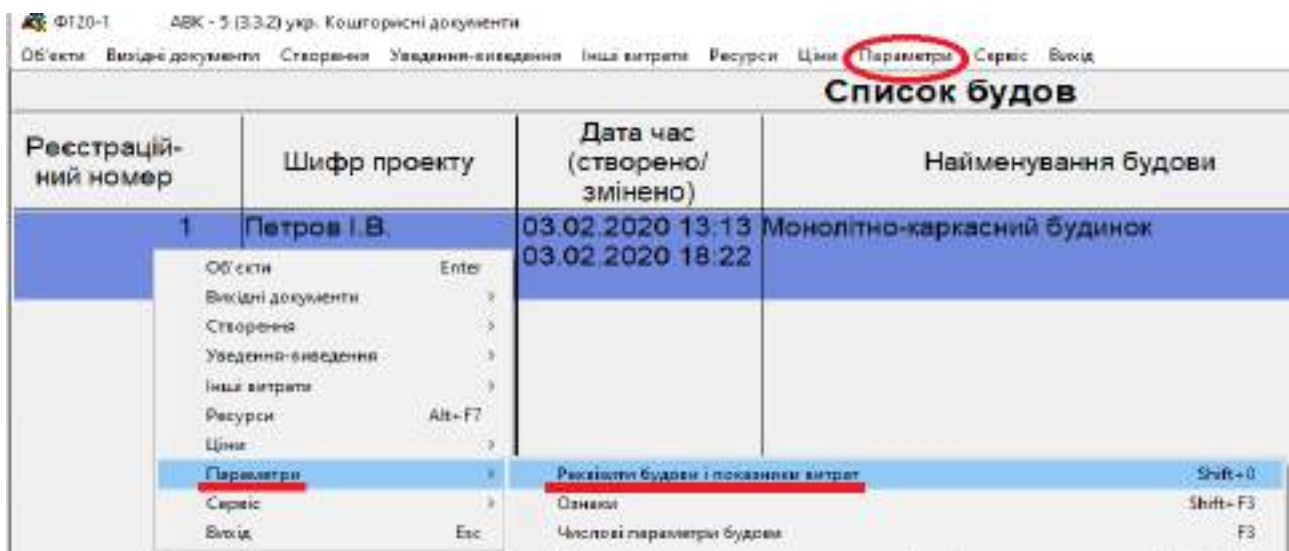 Ф120-1 АВК - 5 (3.3.2) укр. Кошторисні документи
Об'єкти Вихідні документи Створення Уведення-виведення Інші витрати Ресурси Ціни Параметри Сервіс Вихід
Список будов
Реєстрацій-
ний номер
Шифр проекту
Дата час
(створено/
змінено)
Найменування будови
1 Петров І.В. 03.02.2020 13:13 Монолітно-каркасний будинок
03.02.2020 18:22
Об'єкти Enter
Вихідні документи
Створення
Уведення-виведення
Інші витрати
Ресурси Alt+F7
Ціни
Параметри Реквізити будови і показники витрат Shift+0
Сервіс Ознаки Shift+F3
Вихід Esc Числові параметри будови F3